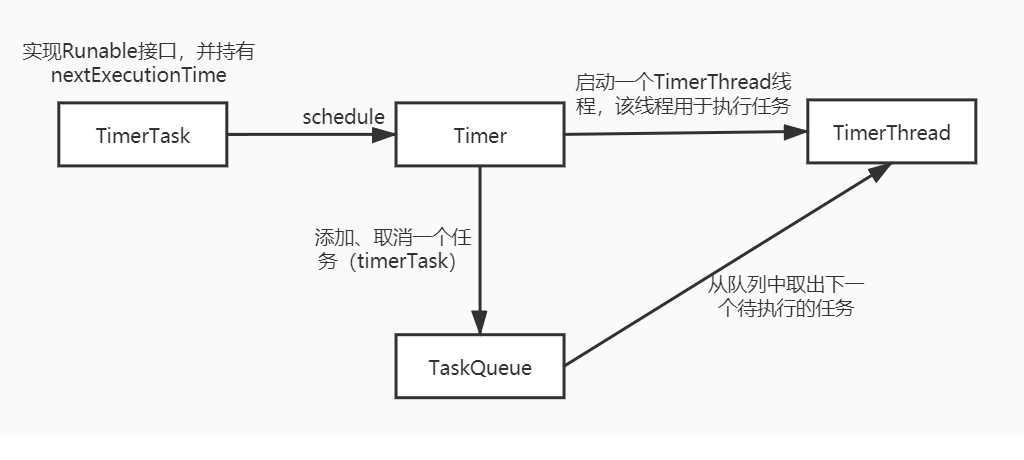 实现Runable接口，并持有
nextExecutionTime
TimerTask
schedule
Timer
启动一个TimerThread线
程，该线程用于执行任务
TimerThread
添加、取消一个任
务（timerTask）
从队列中取出下一
个待执行的任务
TaskQueue